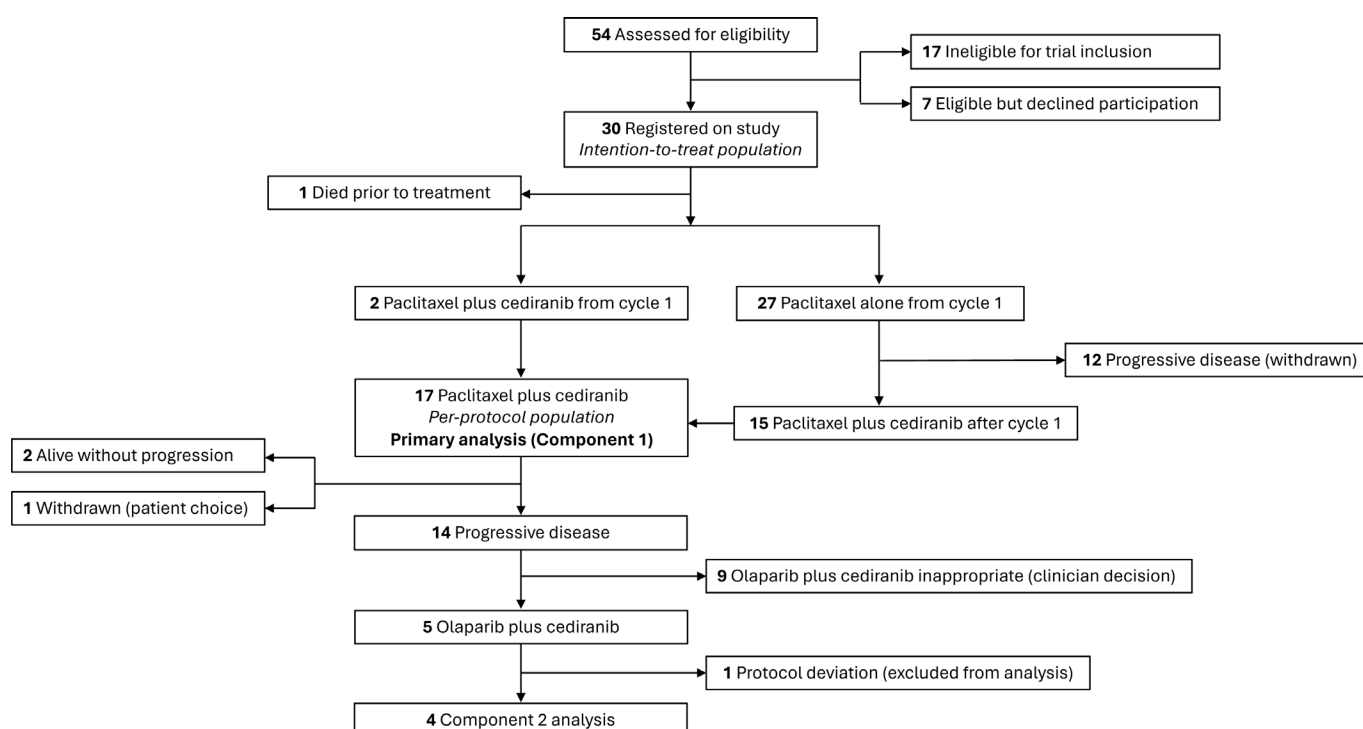 54 Assessed for eligibility
17 Ineligible for trial inclusion
7 Eligible but declined participation
30 Registered on study
Intention-to-treat population
1 Died prior to treatment
2 Paclitaxel plus cediranib from cycle 1
27 Paclitaxel alone from cycle 1
12 Progressive disease (withdrawn)
17 Paclitaxel plus cediranib
Per-protocol population
Primary analysis (Component 1)
15 Paclitaxel plus cediranib after cycle 1
2 Alive without progression
1 Withdrawn (patient choice)
14 Progressive disease
9 Olaparib plus cediranib inappropriate (clinician decision)
5 Olaparib plus cediranib
1 Protocol deviation (excluded from analysis)
4 Component 2 analysis